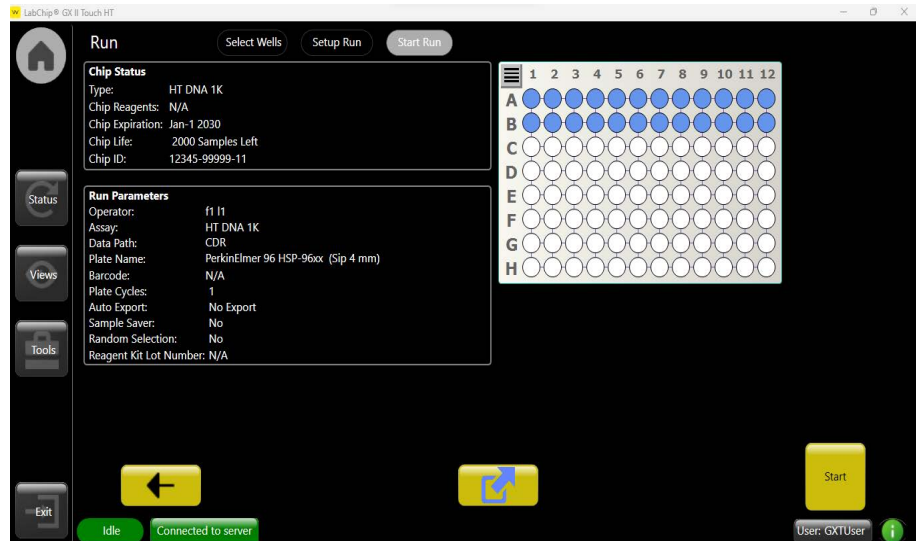 LabChip® GX II Touch HT
Run
Select Wells
Setup Run
Start Run
Chip Status
Type: HT DNA 1K
Chip Reagents: N/A
Chip Expiration: Jan-1 2030
Chip Life: 2000 Samples Left
Chip ID: 12345-99999-11
Run Parameters
Operator: f1 l1
Assay: HT DNA 1K
Data Path: CDR
Plate Name: PerkinElmer 96 HSP-96xx (Sip 4 mm)
Barcode: N/A
Plate Cycles: 1
Auto Export: No Export
Sample Saver: No
Random Selection: No
Reagent Kit Lot Number: N/A
1 2 3 4 5 6 7 8 9 10 11 12
A
B
C
D
E
F
G
H
Status
Views
Tools
Exit
Start
Idle
Connected to server
User: GXTUser
i